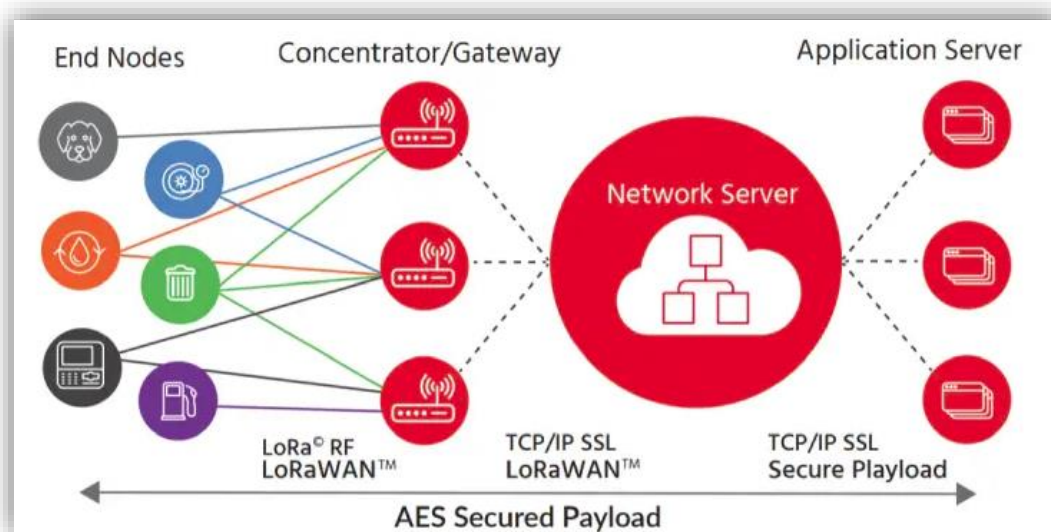 End Nodes
Concentrator/Gateway
Application Server
Network Server
LoRa© RF
LoRaWAN™
TCP/IP SSL
LoRaWAN™
TCP/IP SSL
Secure Playload
AES Secured Payload